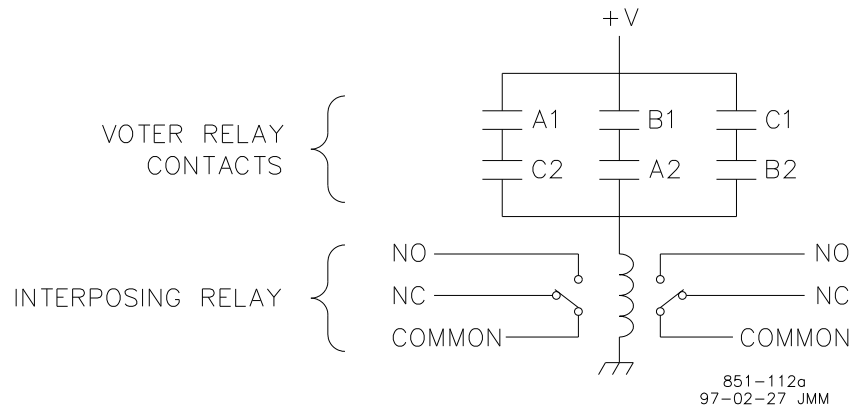 +V
A1 B1 C1
VOTER RELAY
CONTACTS
C2 A2 B2
NO NO
INTERPOSING RELAY
NC NC
COMMON COMMON
851-112a
97-02-27 JMM